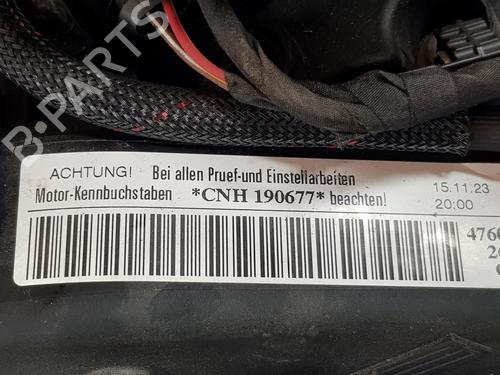 B-PARTS
ACHTUNG! Bei allen Pruef-und Einstellarbeiten
Motor-Kennbuchstaben *CNH 190677* beachten!
15.11.23
20:00